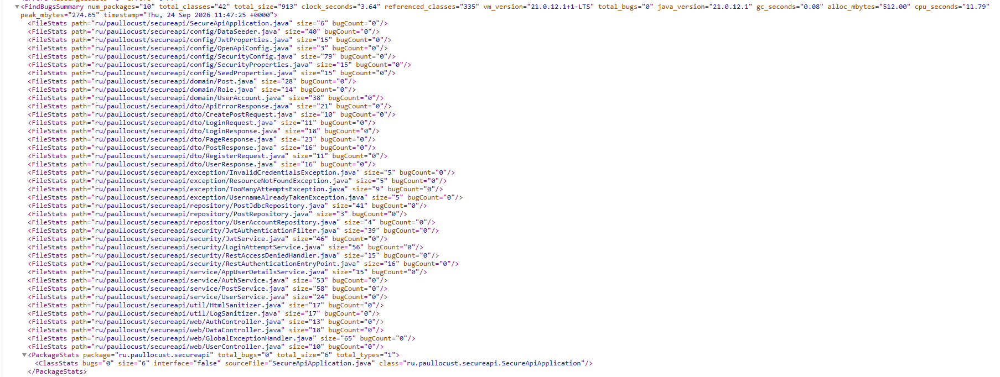 <FindBugsSummary num_packages="10" total_classes="42" total_size="913" clock_seconds="3.64" referenced_classes="335" vm_version="21.0.12.1+1-LTS" total_bugs="0" java_version="21.0.12.1" gc_seconds="0.08" alloc_mbytes="512.00" cpu_seconds="11.79"
peak_mbytes="274.65" timestamp="Thu, 24 Sep 2026 11:47:25 +0000">
<FileStats path="ru/paullocust/secureapi/SecureApiApplication.java" size="6" bugCount="0"/>
<FileStats path="ru/paullocust/secureapi/config/DataSeeder.java" size="40" bugCount="0"/>
<FileStats path="ru/paullocust/secureapi/config/JwtProperties.java" size="15" bugCount="0"/>
<FileStats path="ru/paullocust/secureapi/config/OpenApiConfig.java" size="3" bugCount="0"/>
<FileStats path="ru/paullocust/secureapi/config/SecurityConfig.java" size="79" bugCount="0"/>
<FileStats path="ru/paullocust/secureapi/config/SecurityProperties.java" size="15" bugCount="0"/>
<FileStats path="ru/paullocust/secureapi/config/SeedProperties.java" size="15" bugCount="0"/>
<FileStats path="ru/paullocust/secureapi/domain/Post.java" size="28" bugCount="0"/>
<FileStats path="ru/paullocust/secureapi/domain/Role.java" size="14" bugCount="0"/>
<FileStats path="ru/paullocust/secureapi/domain/UserAccount.java" size="38" bugCount="0"/>
<FileStats path="ru/paullocust/secureapi/dto/ApiErrorResponse.java" size="21" bugCount="0"/>
<FileStats path="ru/paullocust/secureapi/dto/CreatePostRequest.java" size="10" bugCount="0"/>
<FileStats path="ru/paullocust/secureapi/dto/LoginRequest.java" size="11" bugCount="0"/>
<FileStats path="ru/paullocust/secureapi/dto/LoginResponse.java" size="18" bugCount="0"/>
<FileStats path="ru/paullocust/secureapi/dto/PageResponse.java" size="23" bugCount="0"/>
<FileStats path="ru/paullocust/secureapi/dto/PostResponse.java" size="16" bugCount="0"/>
<FileStats path="ru/paullocust/secureapi/dto/RegisterRequest.java" size="11" bugCount="0"/>
<FileStats path="ru/paullocust/secureapi/dto/UserResponse.java" size="16" bugCount="0"/>
<FileStats path="ru/paullocust/secureapi/exception/InvalidCredentialsException.java" size="5" bugCount="0"/>
<FileStats path="ru/paullocust/secureapi/exception/ResourceNotFoundException.java" size="5" bugCount="0"/>
<FileStats path="ru/paullocust/secureapi/exception/TooManyAttemptsException.java" size="9" bugCount="0"/>
<FileStats path="ru/paullocust/secureapi/exception/UsernameAlreadyTakenException.java" size="5" bugCount="0"/>
<FileStats path="ru/paullocust/secureapi/repository/PostJdbcRepository.java" size="41" bugCount="0"/>
<FileStats path="ru/paullocust/secureapi/repository/PostRepository.java" size="3" bugCount="0"/>
<FileStats path="ru/paullocust/secureapi/repository/UserAccountRepository.java" size="4" bugCount="0"/>
<FileStats path="ru/paullocust/secureapi/security/JwtAuthenticationFilter.java" size="39" bugCount="0"/>
<FileStats path="ru/paullocust/secureapi/security/JwtService.java" size="46" bugCount="0"/>
<FileStats path="ru/paullocust/secureapi/security/LoginAttemptService.java" size="56" bugCount="0"/>
<FileStats path="ru/paullocust/secureapi/security/RestAccessDeniedHandler.java" size="15" bugCount="0"/>
<FileStats path="ru/paullocust/secureapi/security/RestAuthenticationEntryPoint.java" size="16" bugCount="0"/>
<FileStats path="ru/paullocust/secureapi/service/AppUserDetailsService.java" size="15" bugCount="0"/>
<FileStats path="ru/paullocust/secureapi/service/AuthService.java" size="53" bugCount="0"/>
<FileStats path="ru/paullocust/secureapi/service/PostService.java" size="58" bugCount="0"/>
<FileStats path="ru/paullocust/secureapi/service/UserService.java" size="24" bugCount="0"/>
<FileStats path="ru/paullocust/secureapi/util/HtmlSanitizer.java" size="17" bugCount="0"/>
<FileStats path="ru/paullocust/secureapi/util/LogSanitizer.java" size="17" bugCount="0"/>
<FileStats path="ru/paullocust/secureapi/web/AuthController.java" size="13" bugCount="0"/>
<FileStats path="ru/paullocust/secureapi/web/DataController.java" size="18" bugCount="0"/>
<FileStats path="ru/paullocust/secureapi/web/GlobalExceptionHandler.java" size="65" bugCount="0"/>
<FileStats path="ru/paullocust/secureapi/web/UserController.java" size="10" bugCount="0"/>
<PackageStats package="ru.paullocust.secureapi" total_bugs="0" total_size="6" total_types="1">
<ClassStats bugs="0" size="6" interface="false" sourceFile="SecureApiApplication.java" class="ru.paullocust.secureapi.SecureApiApplication"/>
</PackageStats>